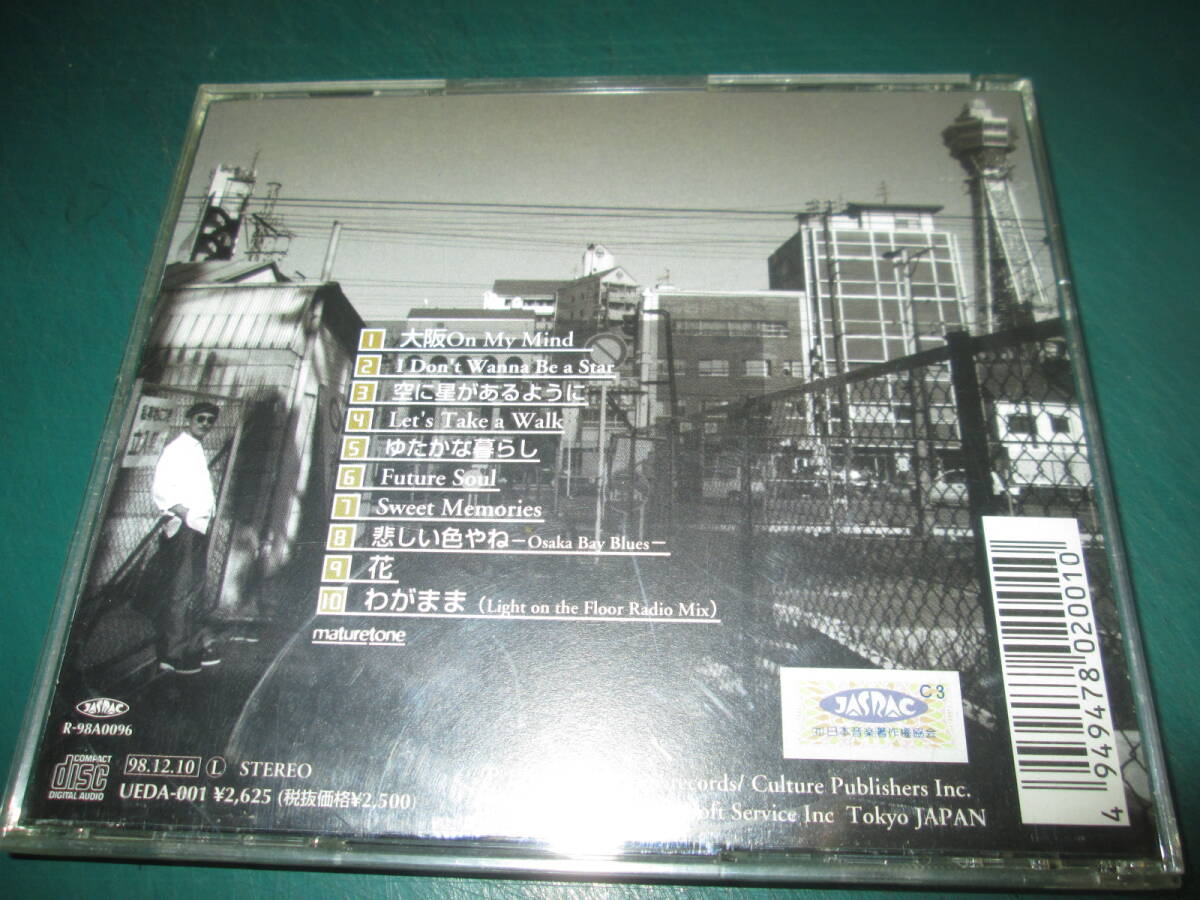 1 大阪On My Mind
2 I Don't Wanna Be a Star
3 空に星があるように
4 Let's Take a Walk
5 ゆたかな暮らし
6 Future Soul
7 Sweet Memories
8 悲しい色やね－Osaka Bay Blues－
9 花
10 わがまま（Light on the Floor Radio Mix）
maturetone
JASRAC
R-98A0096
COMPACT
disc
DIGITAL AUDIO
98.12.10 L STEREO
UEDA-001 ¥2,625 (税抜価格¥2,500)
records/ Culture Publishers Inc.
Soft Service Inc Tokyo JAPAN
C3
JASRAC
日本音楽著作権協会
4 949478 020010